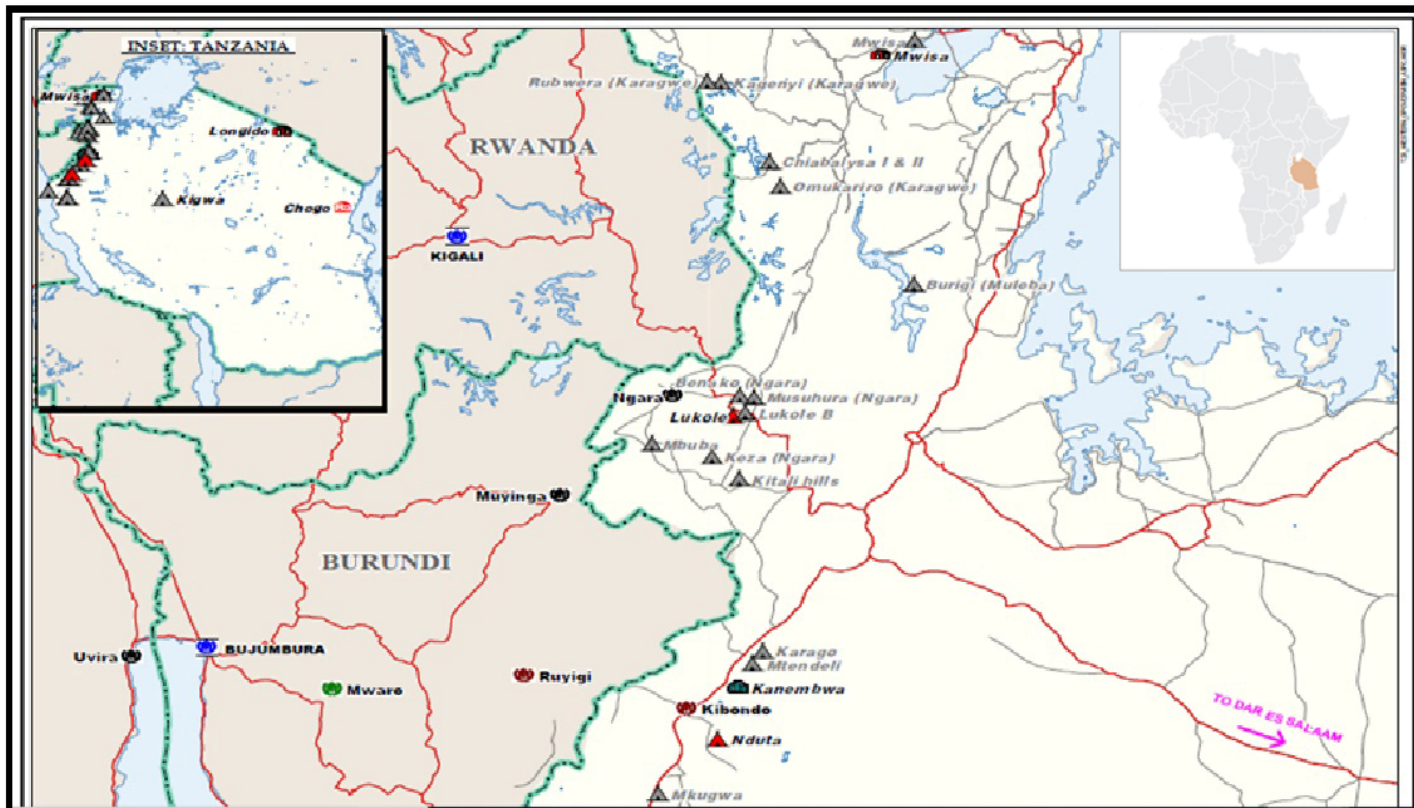 INSET: TANZANIA
Mwisa
Longido
Kigwa
Chogo
Mwisa
Mwisa
Rubwera (Karagwe)
Kagenyi (Karagwe)
RWANDA
Chiabalysa I & II
Omukariro (Karagwe)
KIGALI
Burigi (Muleba)
Benako (Ngara)
Ngara
Musuhura (Ngara)
Lukole
Lukole B
Mbuba
Keza (Ngara)
Kitali hills
Muyinga
BURUNDI
BUJUMBURA
Uvira
Karago
Mtendeli
Ruyigi
Mwaro
Kanembwa
Kibondo
TO DAR ES SALAAM
Nduta
Mkugwa